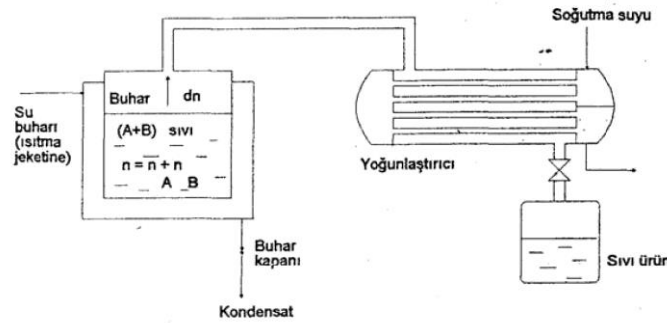 Soğutma suyu
Buhar dn
Su
buharı
(ısıtma
jeketine)
(A+B) sıvı
n = n + n
A B
Yoğunlaştırıcı
Buhar
kapanı
Sıvı ürün
Kondensat